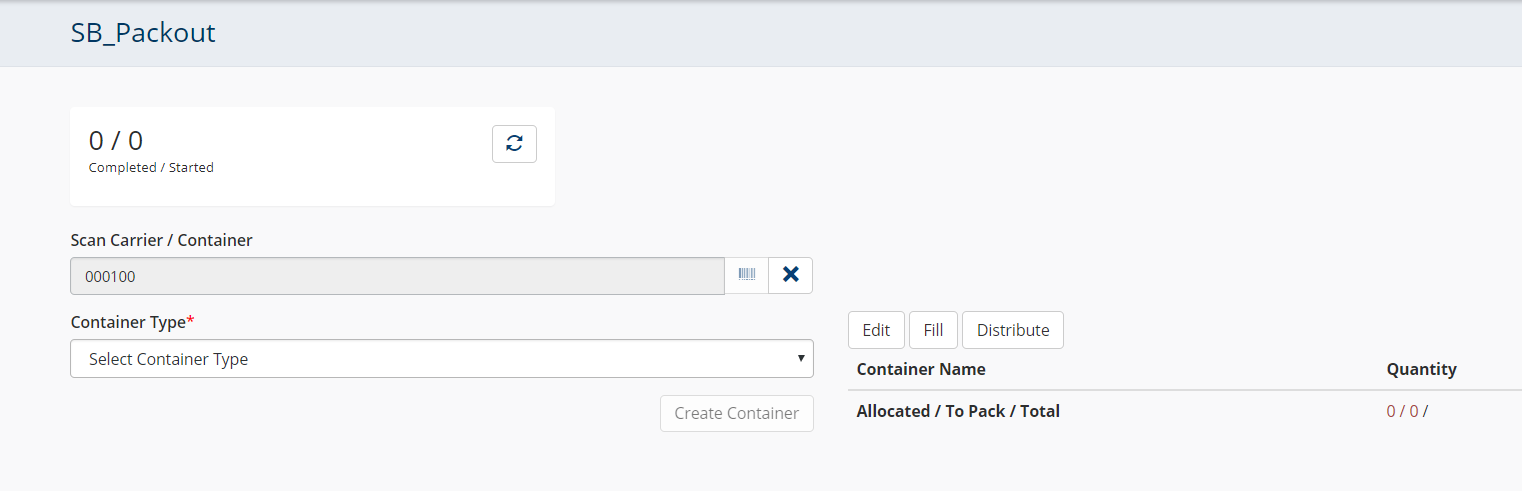 SB_Packout
0 / 0
Completed / Started
Scan Carrier / Container
000100
Container Type*
Select Container Type
Create Container
Edit Fill Distribute
Container Name Quantity
Allocated / To Pack / Total 0 / 0 /